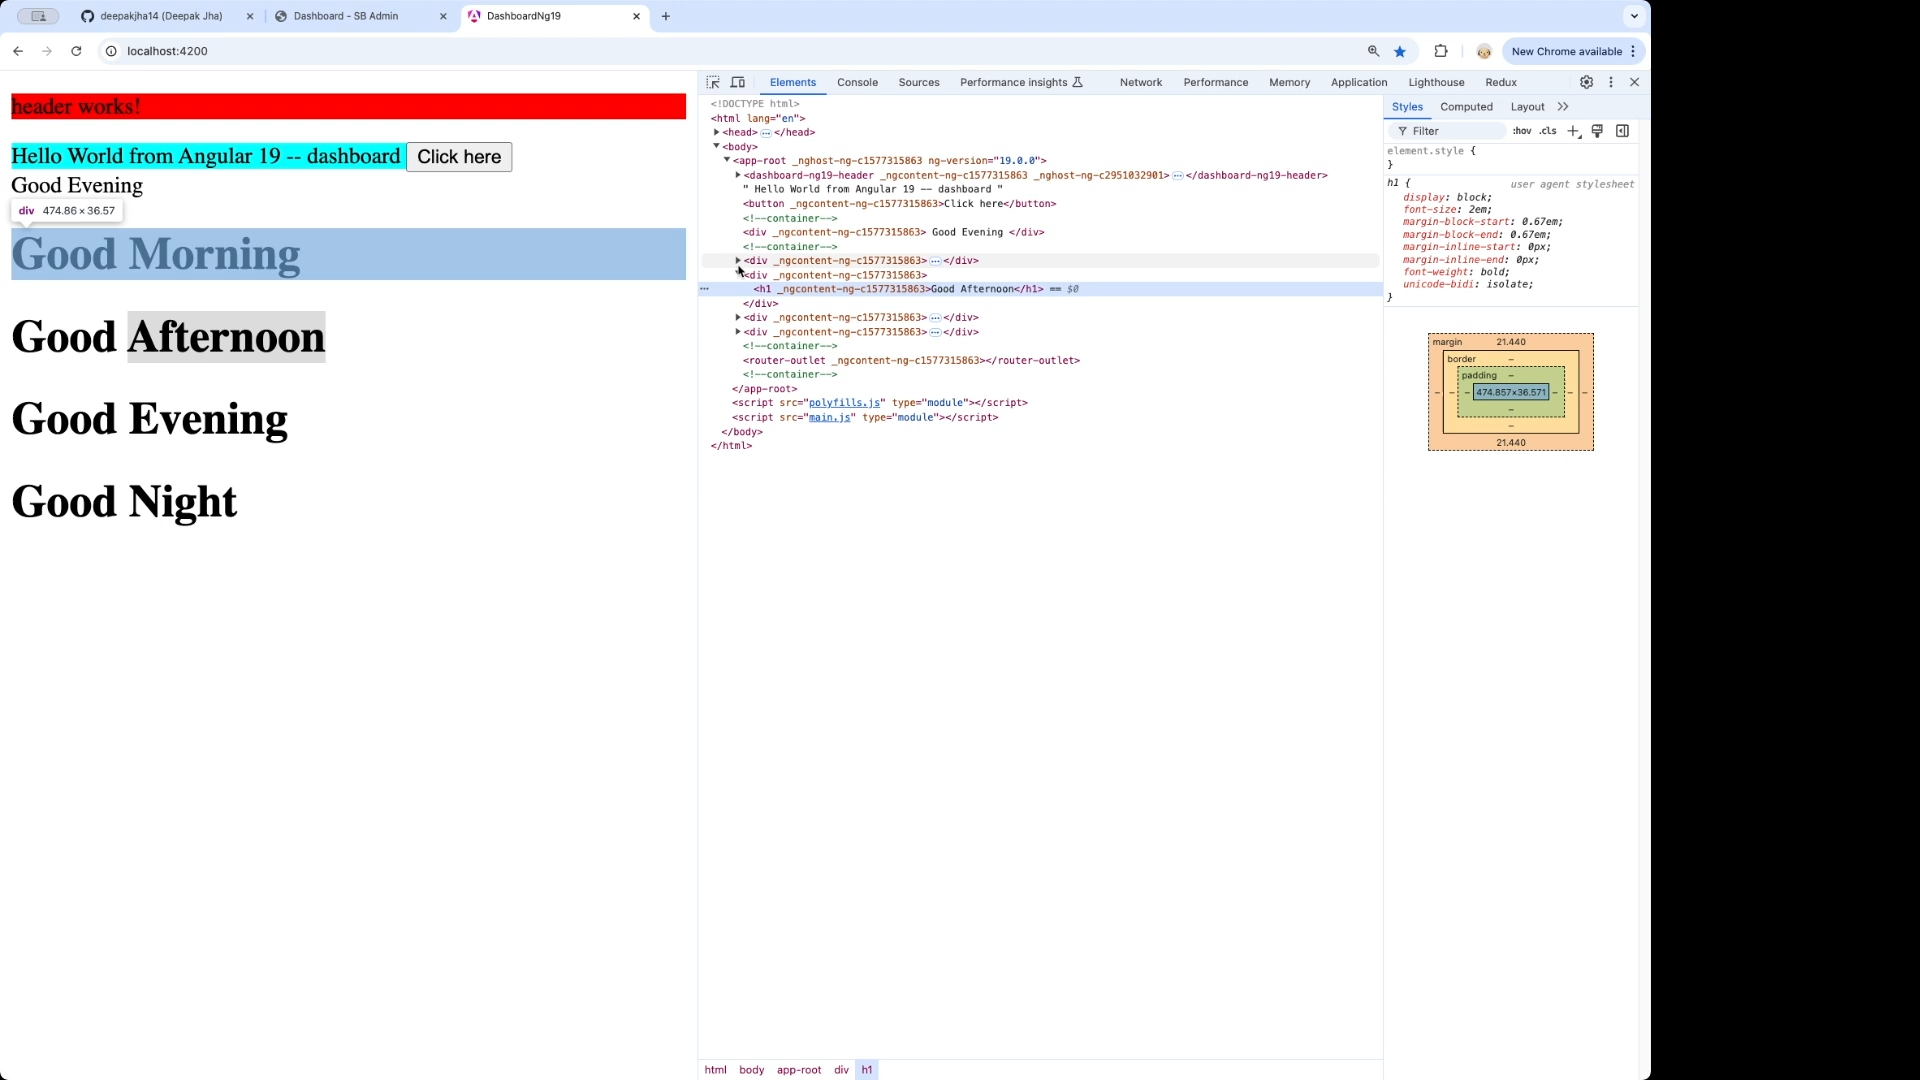 deepakjha14 (Deepak Jha)
Dashboard - SB Admin
DashboardNg19
localhost:4200
New Chrome available
header works!
Hello World from Angular 19 -- dashboard Click here
Good Evening
div 474.86 × 36.57
Good Morning
Good Afternoon
Good Evening
Good Night
Elements Console Sources Performance insights Network Performance Memory Application Lighthouse Redux
<!DOCTYPE html>
<html lang="en">
<head> ⋯ </head>
<body>
<app-root _nghost-ng-c1577315863 ng-version="19.0.0">
<dashboard-ng19-header _ngcontent-ng-c1577315863 _nghost-ng-c2951032901> ⋯ </dashboard-ng19-header>
" Hello World from Angular 19 -- dashboard "
<button _ngcontent-ng-c1577315863>Click here</button>
<!--container-->
<div _ngcontent-ng-c1577315863> Good Evening </div>
<!--container-->
<div _ngcontent-ng-c1577315863> ⋯ </div>
<div _ngcontent-ng-c1577315863>
<h1 _ngcontent-ng-c1577315863>Good Afternoon</h1> == $0
</div>
<div _ngcontent-ng-c1577315863> ⋯ </div>
<div _ngcontent-ng-c1577315863> ⋯ </div>
<!--container-->
<router-outlet _ngcontent-ng-c1577315863></router-outlet>
<!--container-->
</app-root>
<script src="polyfills.js" type="module"></script>
<script src="main.js" type="module"></script>
</body>
</html>
html body app-root div h1
Styles Computed Layout
Filter :hov .cls
element.style {
}
h1 { user agent stylesheet
display: block;
font-size: 2em;
margin-block-start: 0.67em;
margin-block-end: 0.67em;
margin-inline-start: 0px;
margin-inline-end: 0px;
font-weight: bold;
unicode-bidi: isolate;
}
margin 21.440
border –
padding –
– – – 474.857×36.571 – – –
–
–
21.440